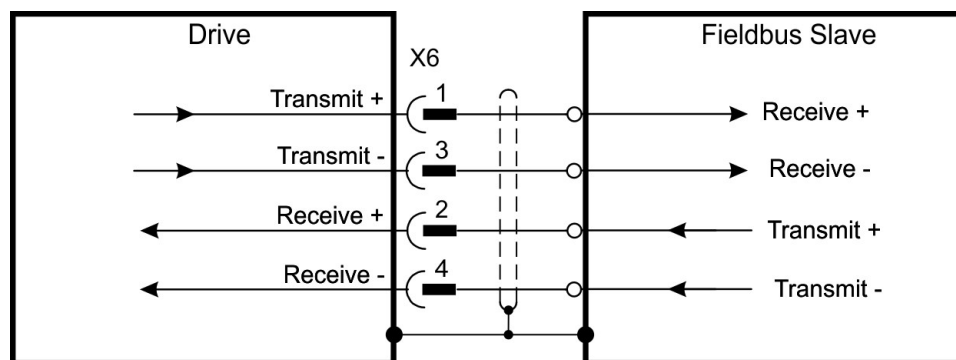 Drive
Fieldbus Slave
X6
Transmit + 1 Receive +
Transmit - 3 Receive -
Receive + 2 Transmit +
Receive - 4 Transmit -